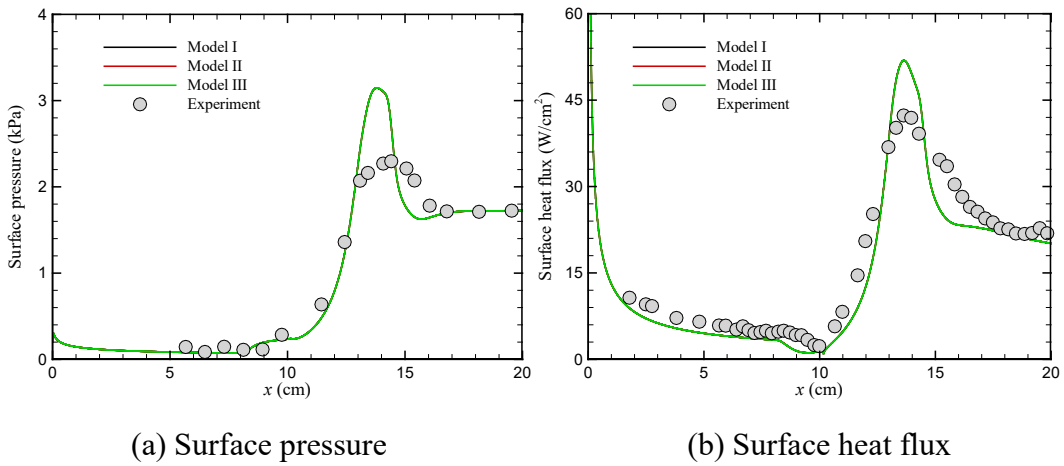 4
3
2
1
0
Surface pressure (kPa)
Model I
Model II
Model III
Experiment
0 5 10 15 20
x (cm)
60
45
30
15
0
Surface heat flux (W/cm²)
Model I
Model II
Model III
Experiment
0 5 10 15 20
x (cm)
(a) Surface pressure
(b) Surface heat flux